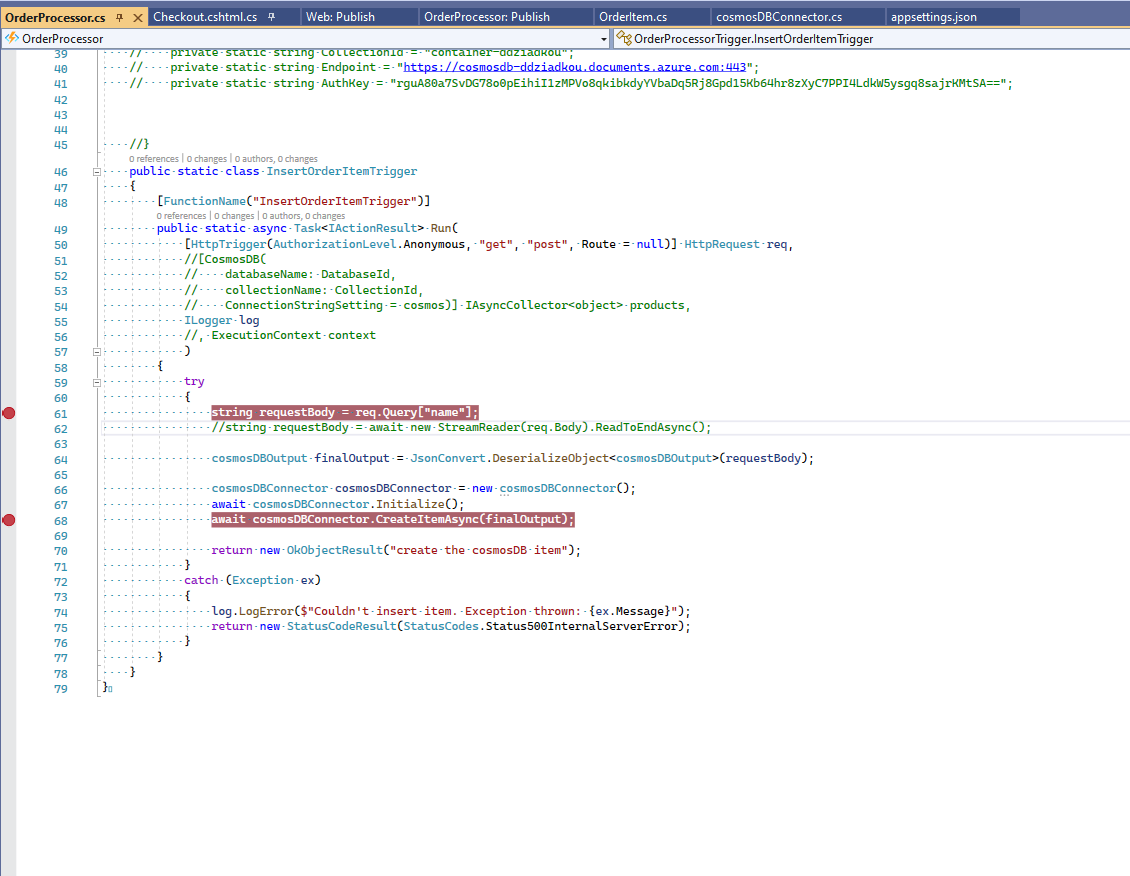 OrderProcessor.cs Checkout.cshtml.cs Web: Publish OrderProcessor: Publish OrderItem.cs cosmosDBConnector.cs appsettings.json
OrderProcessor OrderProcessorTrigger.InsertOrderItemTrigger
39 // private static string CollectionId = "container-ddziadkou";
40 // private static string Endpoint = "https://cosmosdb-ddziadkou.documents.azure.com:443";
41 // private static string AuthKey = "rguA80a7SvDG78o0pEihiI1zMPVo8qkibkdyYVbaDq5Rj8Gpd15Kb64hr8zXyC7PPI4LdkW5ysgq8sajrKMtSA==";
42
43
44
45 //}
0 references | 0 changes | 0 authors, 0 changes
46 public static class InsertOrderItemTrigger
47 {
48 [FunctionName("InsertOrderItemTrigger")]
0 references | 0 changes | 0 authors, 0 changes
49 public static async Task<IActionResult> Run(
50 [HttpTrigger(AuthorizationLevel.Anonymous, "get", "post", Route = null)] HttpRequest req,
51 //[CosmosDB(
52 // databaseName: DatabaseId,
53 // collectionName: CollectionId,
54 // ConnectionStringSetting = cosmos)] IAsyncCollector<object> products,
55 ILogger log
56 //, ExecutionContext context
57 )
58 {
59 try
60 {
61 string requestBody = req.Query["name"];
62 //string requestBody = await new StreamReader(req.Body).ReadToEndAsync();
63
64 cosmosDBOutput finalOutput = JsonConvert.DeserializeObject<cosmosDBOutput>(requestBody);
65
66 cosmosDBConnector cosmosDBConnector = new cosmosDBConnector();
67 await cosmosDBConnector.Initialize();
68 await cosmosDBConnector.CreateItemAsync(finalOutput);
69
70 return new OkObjectResult("create the cosmosDB item");
71 }
72 catch (Exception ex)
73 {
74 log.LogError($"Couldn't insert item. Exception thrown: {ex.Message}");
75 return new StatusCodeResult(StatusCodes.Status500InternalServerError);
76 }
77 }
78 }
79 }